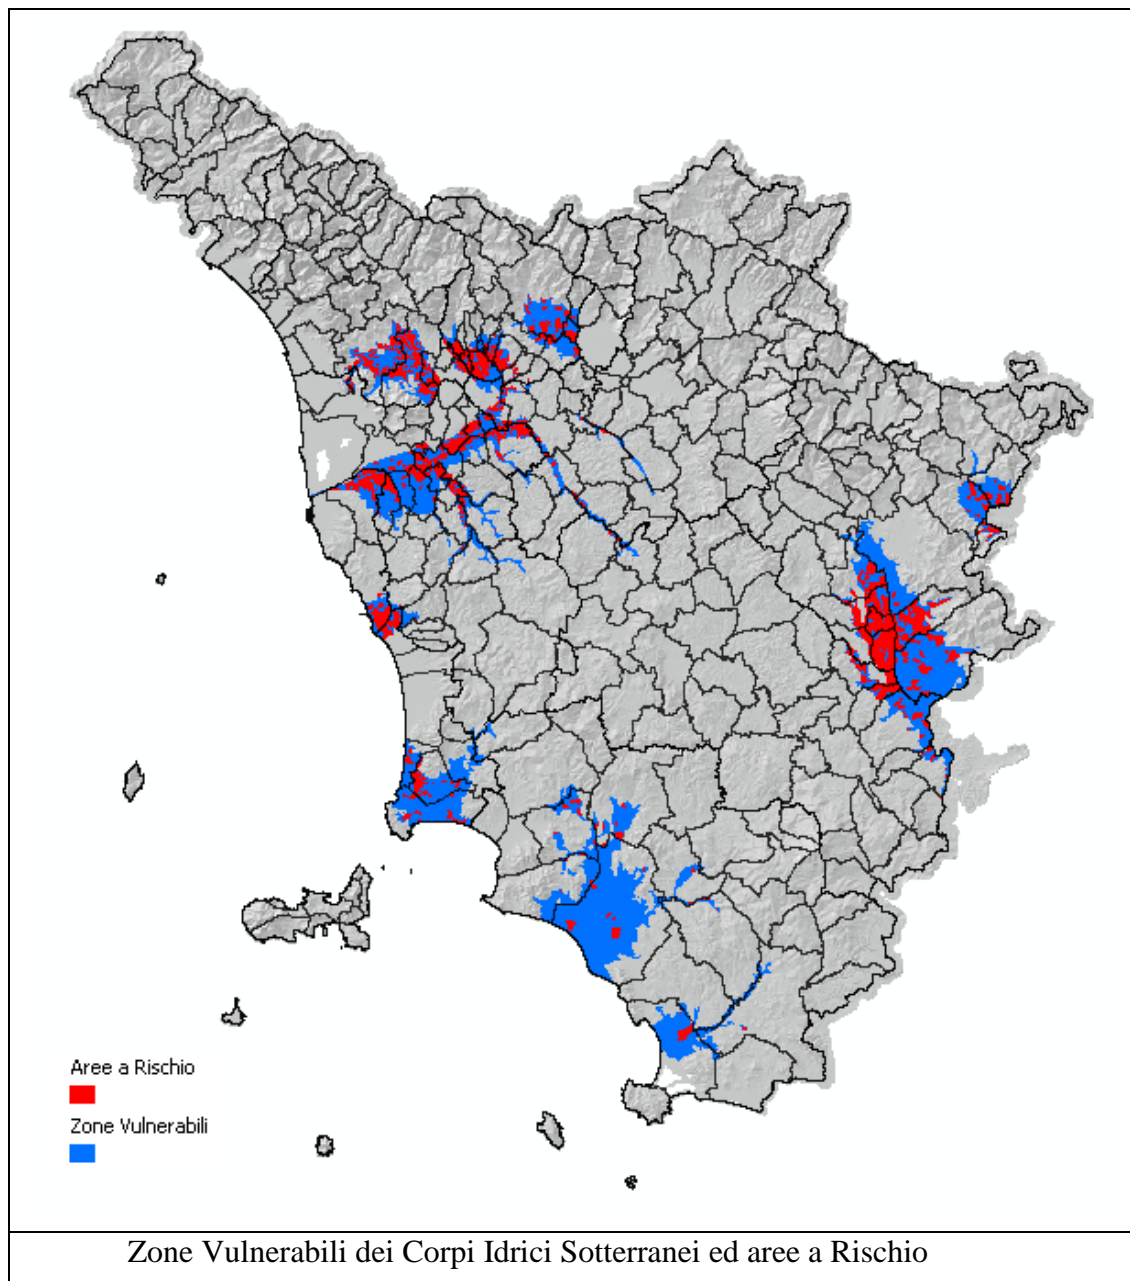 Aree a Rischio
Zone Vulnerabili
Zone Vulnerabili dei Corpi Idrici Sotterranei ed aree a Rischio